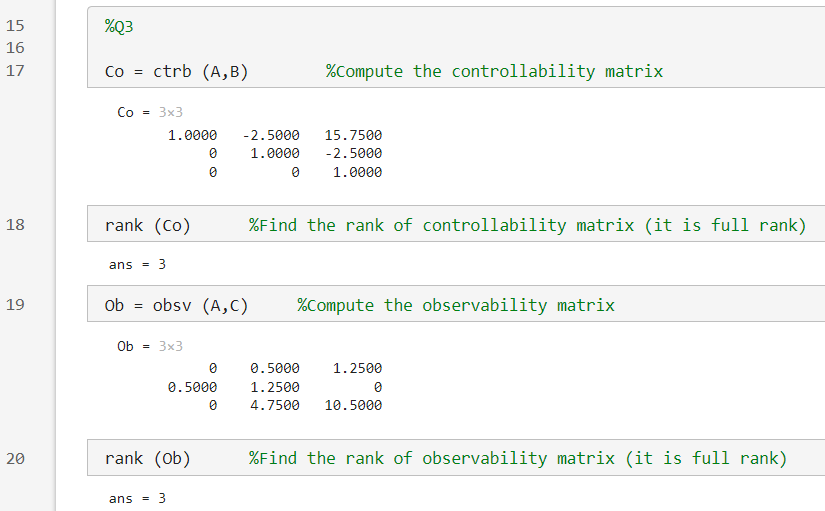 15 %Q3
16
17 Co = ctrb (A,B) %Compute the controllability matrix
Co = 3×3
1.0000 -2.5000 15.7500
0 1.0000 -2.5000
0 0 1.0000
18 rank (Co) %Find the rank of controllability matrix (it is full rank)
ans = 3
19 Ob = obsv (A,C) %Compute the observability matrix
Ob = 3×3
0 0.5000 1.2500
0.5000 1.2500 0
0 4.7500 10.5000
20 rank (Ob) %Find the rank of observability matrix (it is full rank)
ans = 3